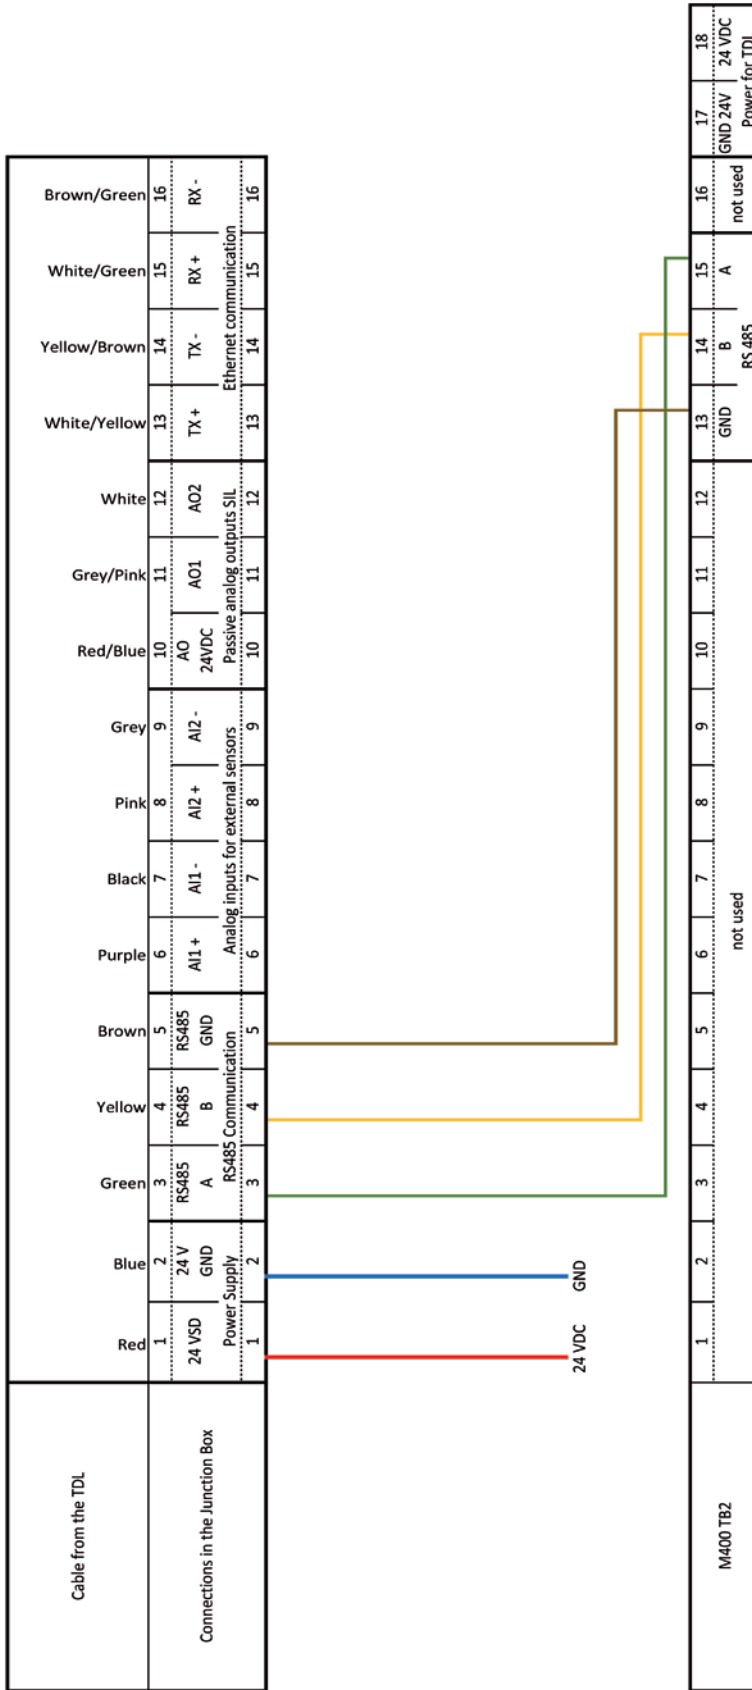 Cable from the TDL
Red
Blue
Green
Yellow
Brown
Purple
Black
Pink
Grey
Red/Blue
Grey/Pink
White
White/Yellow
Yellow/Brown
White/Green
Brown/Green
Connections in the Junction Box
1 2 3 4 5 6 7 8 9 10 11 12 13 14 15 16
24 VSD
24 V GND
RS485 A
RS485 B
RS485 GND
AI1 +
AI1 -
AI2 +
AI2 -
AO 24VDC
AO1
AO2
TX +
TX -
RX +
RX -
Power Supply
RS485 Communication
Analog inputs for external sensors
Passive analog outputs SIL
Ethernet communication
1 2 3 4 5 6 7 8 9 10 11 12 13 14 15 16
24 VDC
GND
M400 TB2
1 2 3 4 5 6 7 8 9 10 11 12 13 14 15 16 17 18
GND
B
A
GND 24V
24 VDC
not used
RS 485
not used
Power for TDL